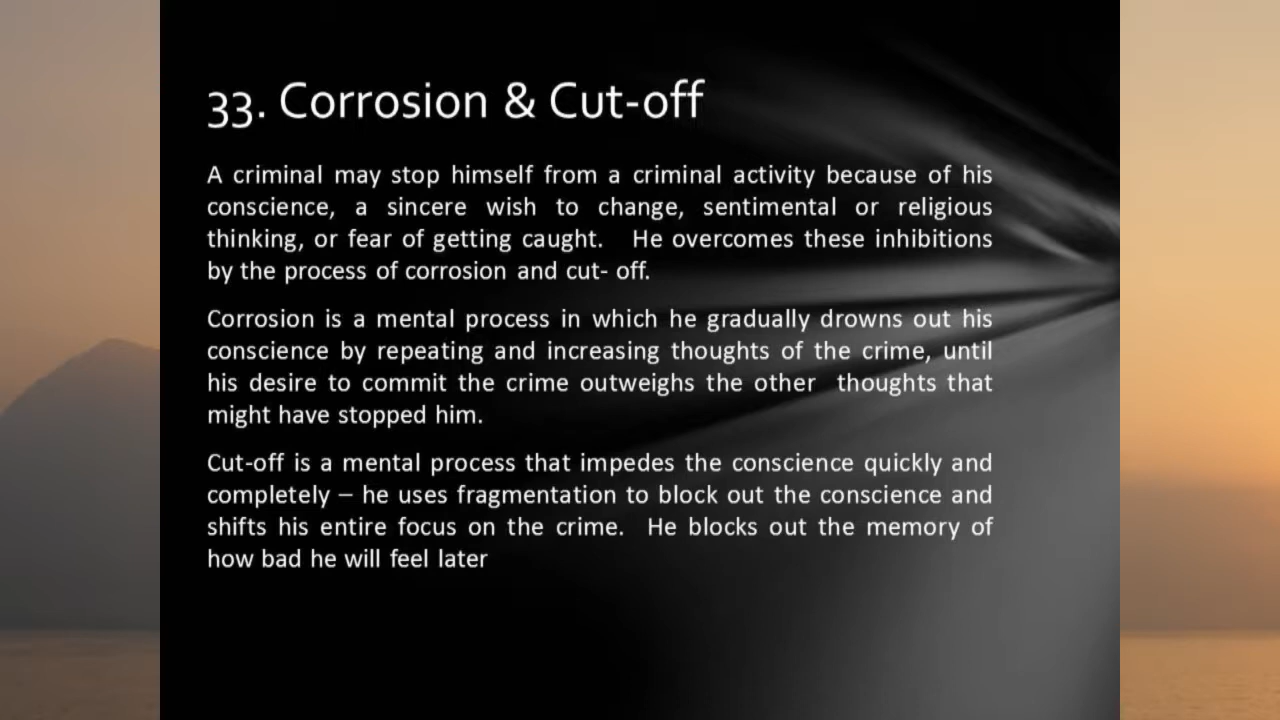 33. Corrosion & Cut-off
A criminal may stop himself from a criminal activity because of his
conscience, a sincere wish to change, sentimental or religious
thinking, or fear of getting caught. He overcomes these inhibitions
by the process of corrosion and cut- off.
Corrosion is a mental process in which he gradually drowns out his
conscience by repeating and increasing thoughts of the crime, until
his desire to commit the crime outweighs the other thoughts that
might have stopped him.
Cut-off is a mental process that impedes the conscience quickly and
completely – he uses fragmentation to block out the conscience and
shifts his entire focus on the crime. He blocks out the memory of
how bad he will feel later